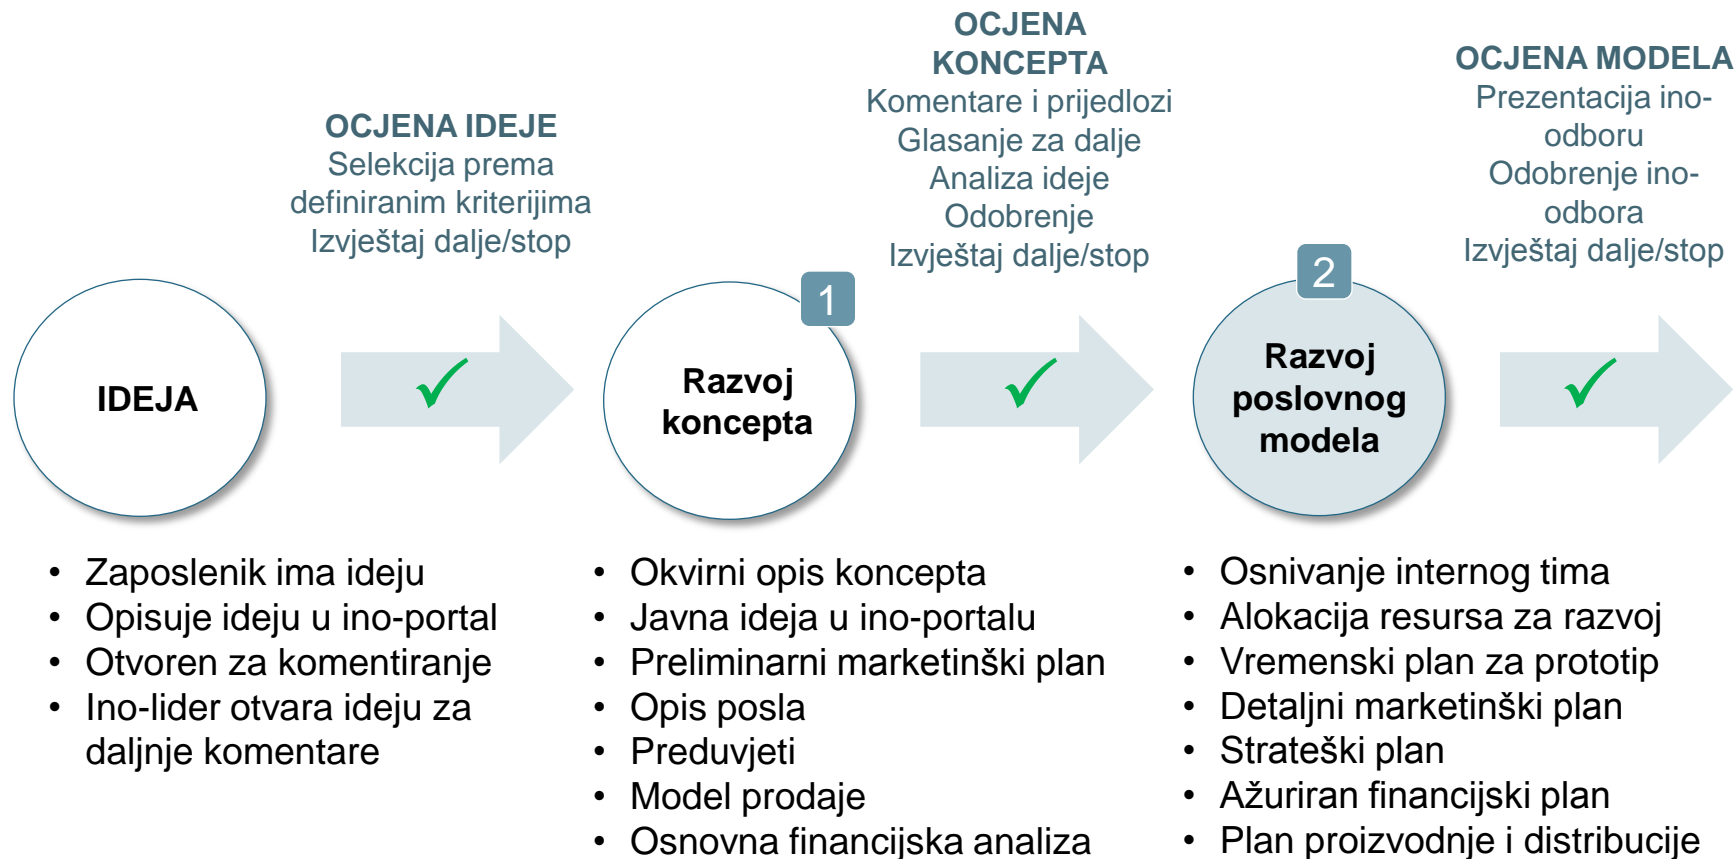 OCJENA IDEJE
Selekcija prema
definiranim kriterijima
Izvještaj dalje/stop
OCJENA
KONCEPTA
Komentare i prijedlozi
Glasanje za dalje
Analiza ideje
Odobrenje
Izvještaj dalje/stop
OCJENA MODELA
Prezentacija ino-
odboru
Odobrenje ino-
odbora
Izvještaj dalje/stop
IDEJA
1
Razvoj
koncepta
2
Razvoj
poslovnog
modela
• Zaposlenik ima ideju
• Opisuje ideju u ino-portal
• Otvoren za komentiranje
• Ino-lider otvara ideju za
daljnje komentare
• Okvirni opis koncepta
• Javna ideja u ino-portalu
• Preliminarni marketinški plan
• Opis posla
• Preduvjeti
• Model prodaje
• Osnovna financijska analiza
• Osnivanje internog tima
• Alokacija resursa za razvoj
• Vremenski plan za prototip
• Detaljni marketinški plan
• Strateški plan
• Ažuriran financijski plan
• Plan proizvodnje i distribucije